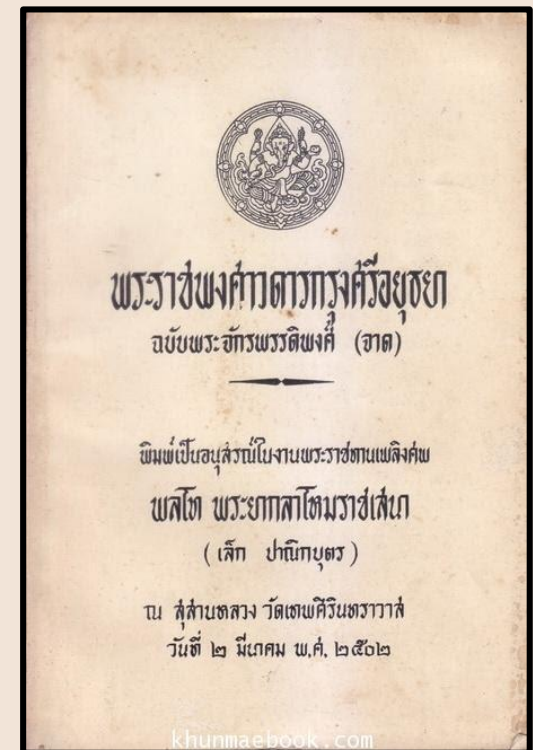 พระราชพงศาวดารกรุงศรีอยุธยา
ฉบับพระจักรพรรดิพงศ์ (จาด)
พิมพ์เป็นอนุสรณ์ในงานพระราชทานเพลิงศพ
พลโท พระยากลาโหมราชเสนา
(เล็ก ปาณิกบุตร)
ณ สุสานหลวง วัดเทพศิรินทราวาส
วันที่ ๒ มีนาคม พ.ศ. ๒๕๐๒
khunmaebook.com